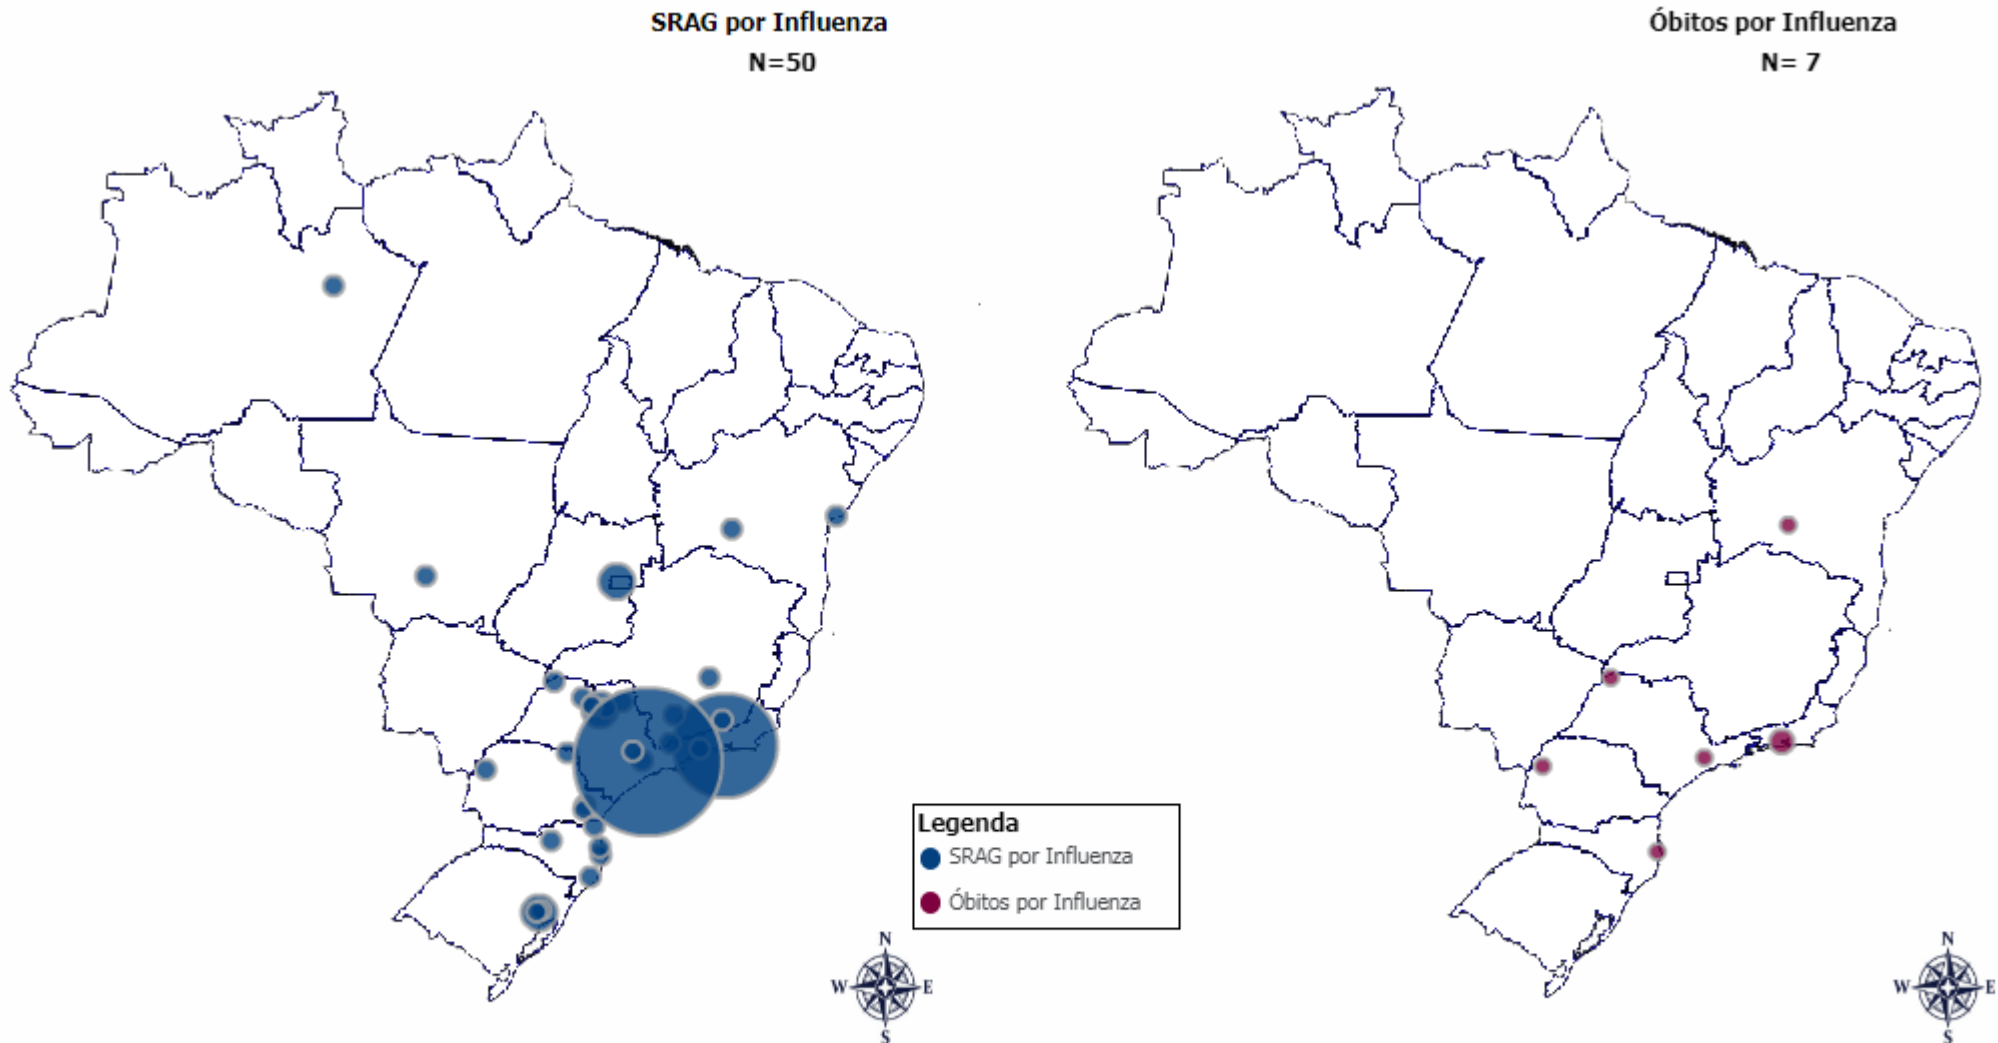 SRAG por Influenza
N=50
Óbitos por Influenza
N= 7
Legenda
SRAG por Influenza
Óbitos por Influenza
N
W E
S
N
W E
S